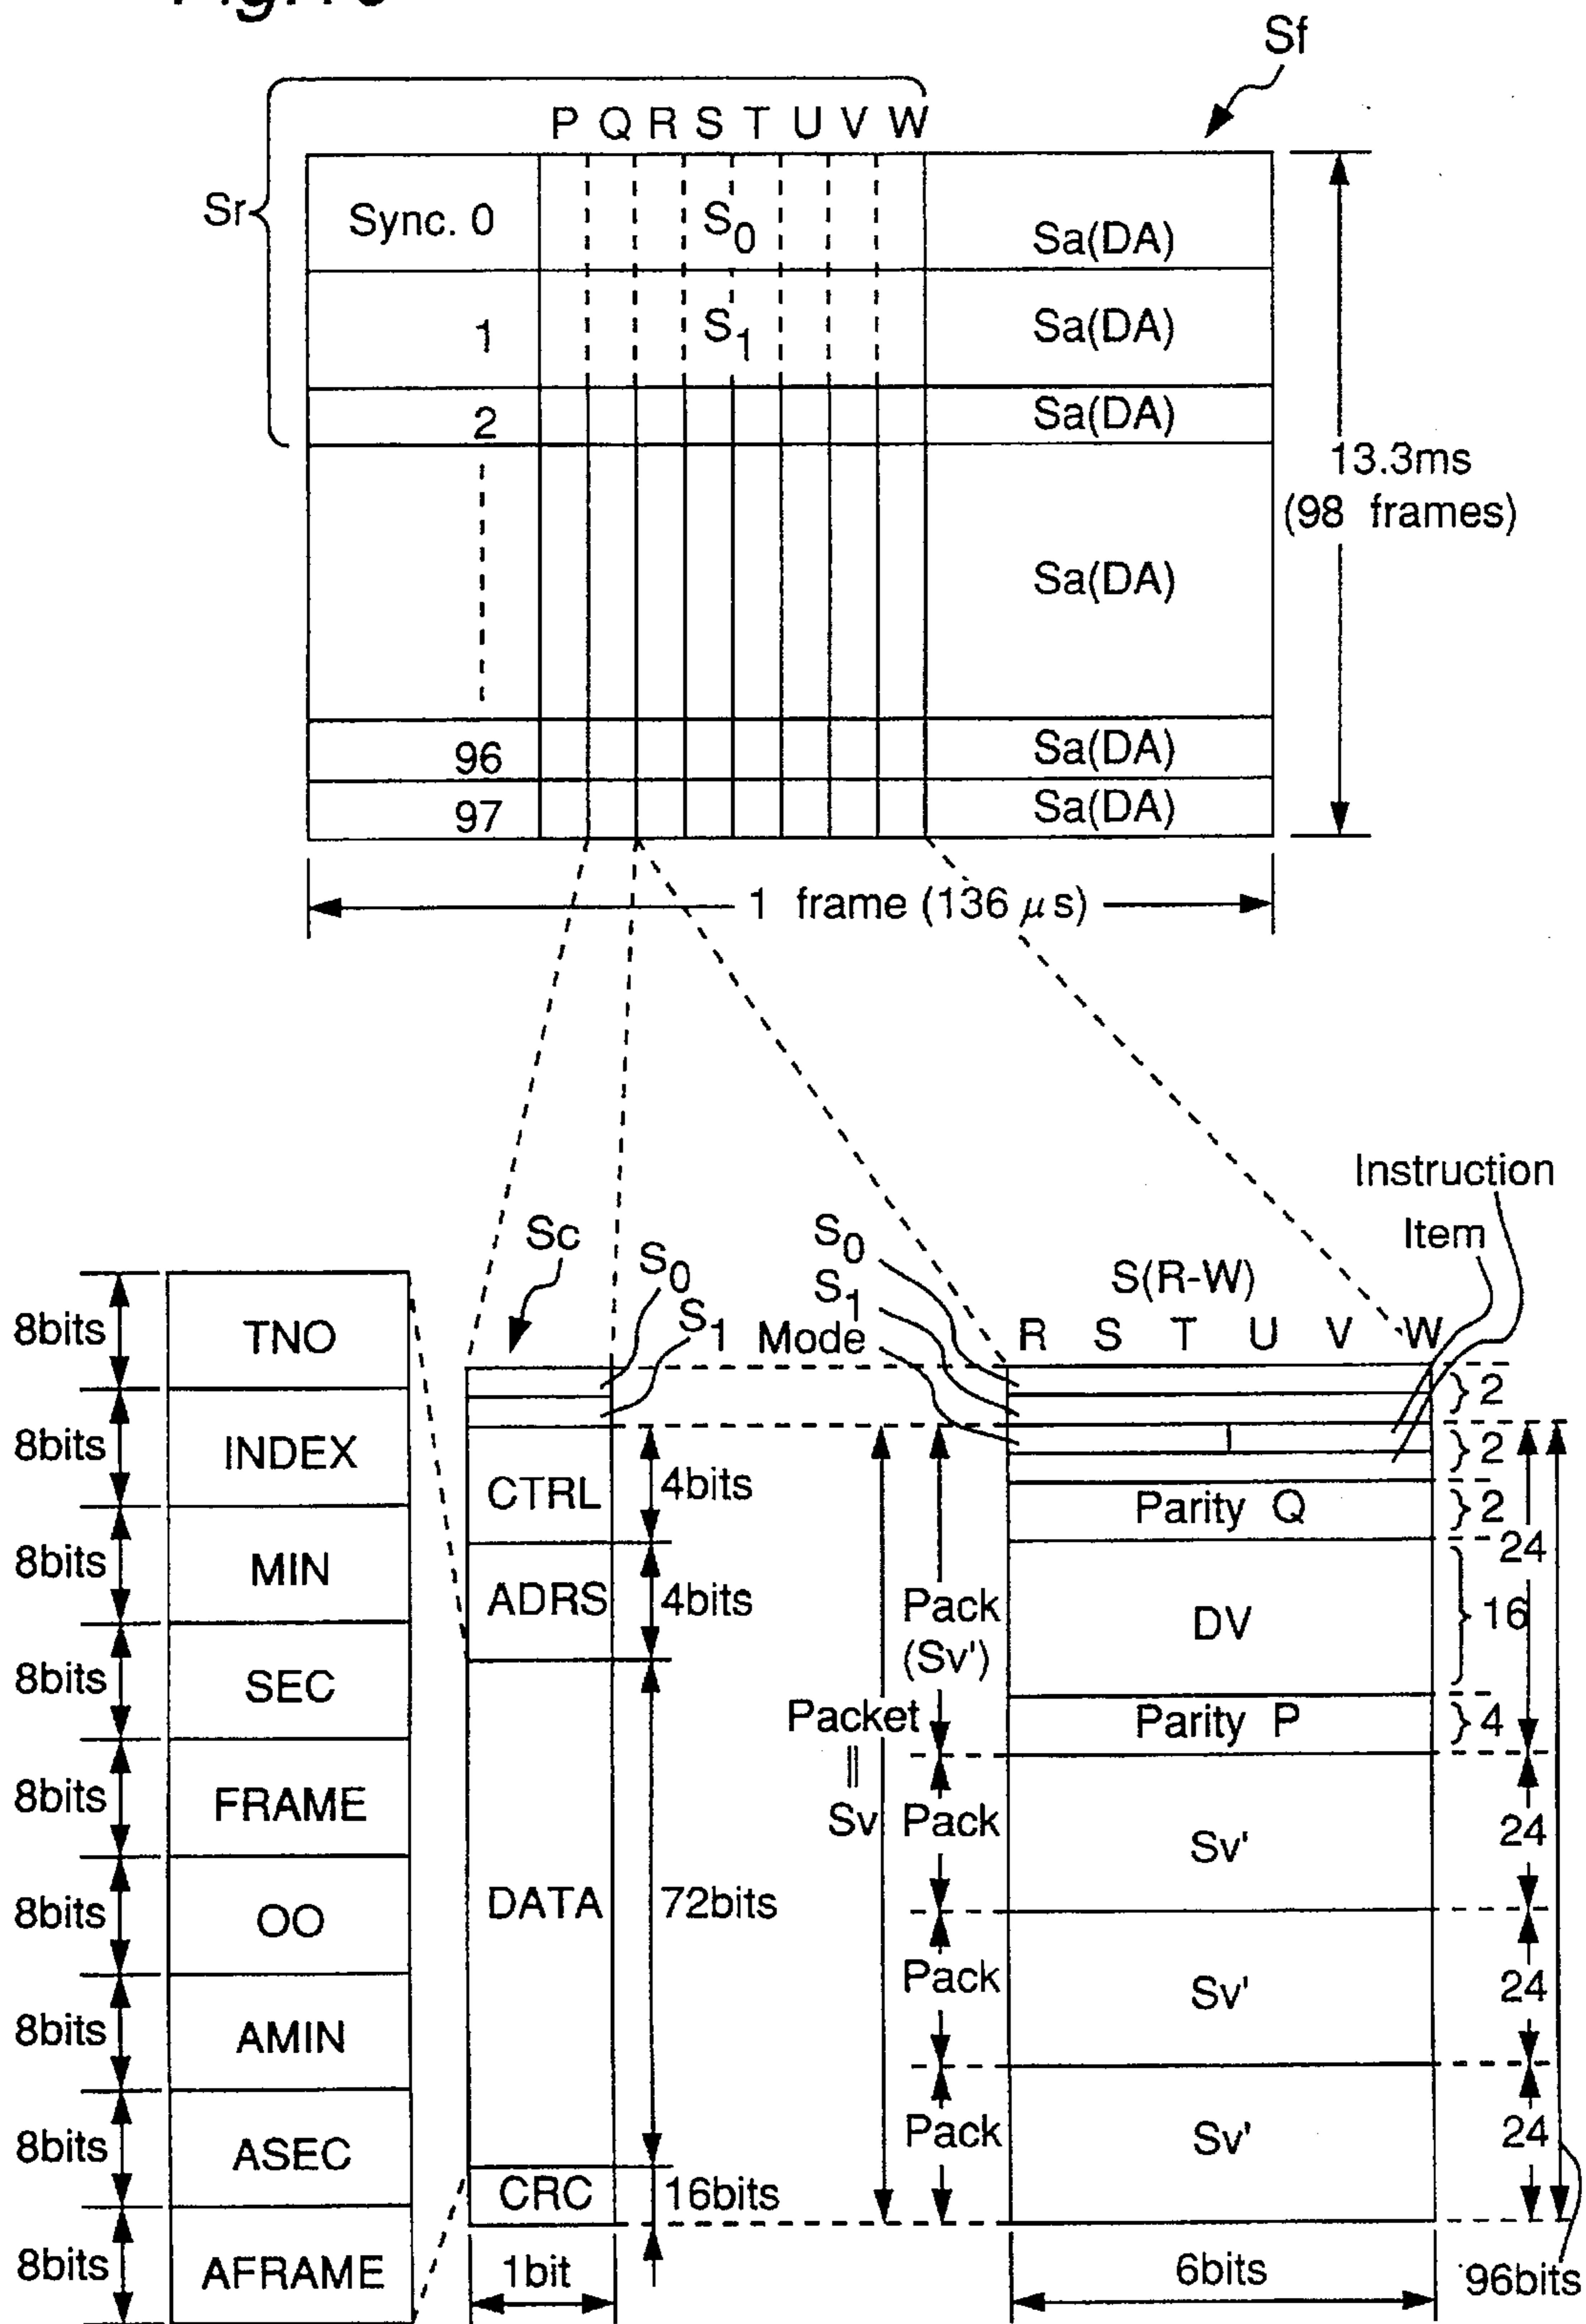 Sf
P Q R S T U V W
Sr
Sync. 0
S0
Sa(DA)
1
S1
Sa(DA)
2
Sa(DA)
13.3ms
(98 frames)
Sa(DA)
96
Sa(DA)
97
Sa(DA)
1 frame (136 μs)
Instruction
Item
Sc
S0
S1
S0
S1
Mode
S(R-W)
R S T U V W
8bits
TNO
8bits
INDEX
8bits
MIN
8bits
SEC
8bits
FRAME
8bits
OO
8bits
AMIN
8bits
ASEC
8bits
AFRAME
CTRL
4bits
ADRS
4bits
DATA
72bits
CRC
16bits
1bit
Packet
||
Sv
Pack
(Sv')
Pack
Pack
Pack
2
2
Parity Q
2
24
DV
16
Parity P
4
Sv'
24
Sv'
24
Sv'
24
6bits
96bits